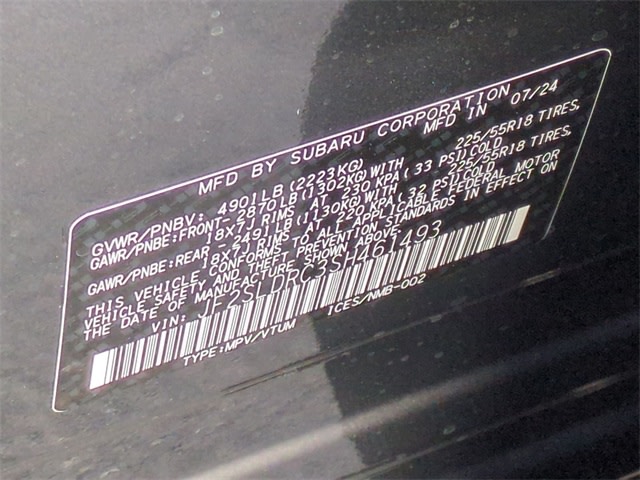 MFD BY SUBARU CORPORATION MFD IN 07/24
GVWR/PNBV: 4901LB(2223KG)
GAWR/PNBE:FRONT-2870LB(1302KG)WITH 225/55R18 TIRES,
18x7J RIMS AT 230 KPA(33 PSI)COLD
GAWR/PNBE:REAR -2491LB(1130KG)WITH 225/55R18 TIRES,
18x7J RIMS AT 220 KPA(32 PSI)COLD
THIS VEHICLE CONFORMS TO ALL APPLICABLE FEDERAL MOTOR
VEHICLE SAFETY AND THEFT PREVENTION STANDARDS IN EFFECT ON
THE DATE OF MANUFACTURE SHOWN ABOVE.
VIN: JF2SLDRC3SH461493
TYPE:MPV/VTUM ICES/NMB-002